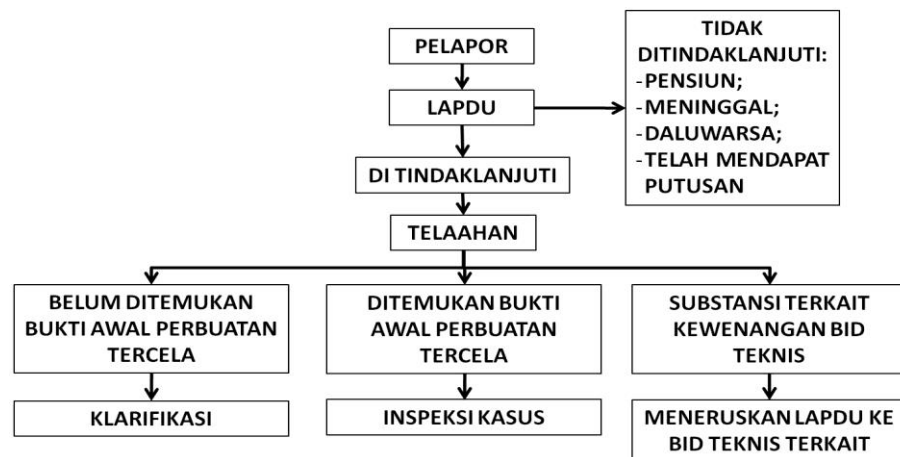 PELAPOR
LAPDU
TIDAK
DITINDAKLANJUTI:
-PENSIUN;
-MENINGGAL;
-DALUWARSA;
-TELAH MENDAPAT
PUTUSAN
DI TINDAKLANJUTI
TELAAHAN
BELUM DITEMUKAN
BUKTI AWAL PERBUATAN
TERCELA
DITEMUKAN BUKTI
AWAL PERBUATAN
TERCELA
SUBSTANSI TERKAIT
KEWENANGAN BID
TEKNIS
KLARIFIKASI
INSPEKSI KASUS
MENERUSKAN LAPDU KE
BID TEKNIS TERKAIT